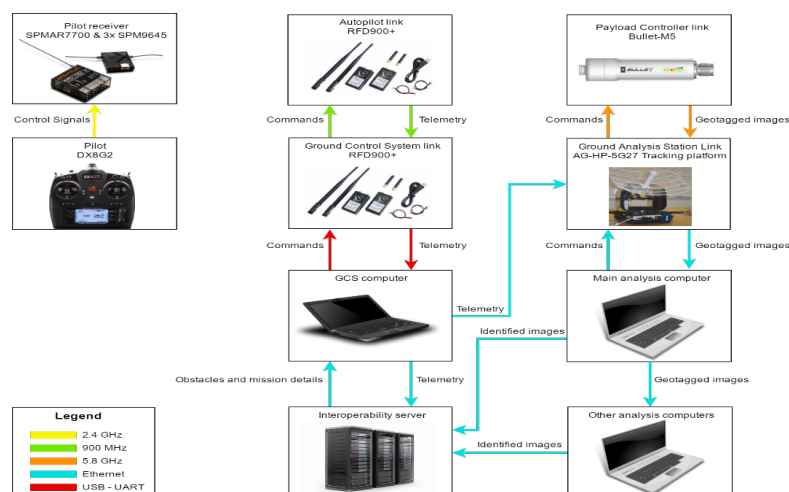 Pilot receiver
SPMAR7700 & 3x SPM9645
Autopilot link
RFD900+
Payload Controller link
Bullet-M5
BULLET
Control Signals
Commands
Telemetry
Commands
Geotagged images
Pilot
DX8G2
Ground Control System link
RFD900+
Ground Analysis Station Link
AG-HP-5G27 Tracking platform
Commands
Telemetry
Commands
Geotagged images
GCS computer
Main analysis computer
Telemetry
Identified images
Obstacles and mission details
Telemetry
Geotagged images
Legend
2.4 GHz
900 MHz
5.8 GHz
Ethernet
USB - UART
Interoperability server
Identified images
Other analysis computers